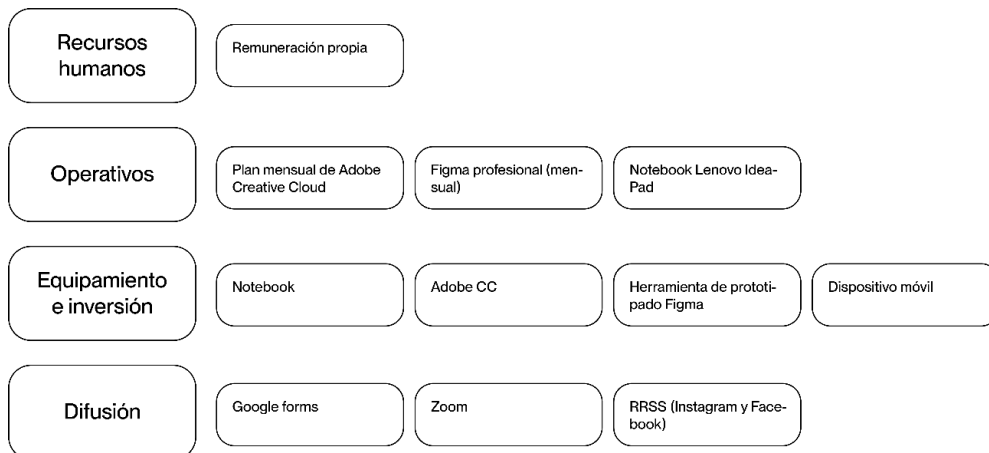 Recursos
humanos
Remuneración propia
Operativos
Plan mensual de Adobe
Creative Cloud
Figma profesional (men-
sual)
Notebook Lenovo Idea-
Pad
Equipamiento
e inversión
Notebook
Adobe CC
Herramienta de prototi-
pado Figma
Dispositivo móvil
Difusión
Google forms
Zoom
RRSS (Instagram y Face-
book)